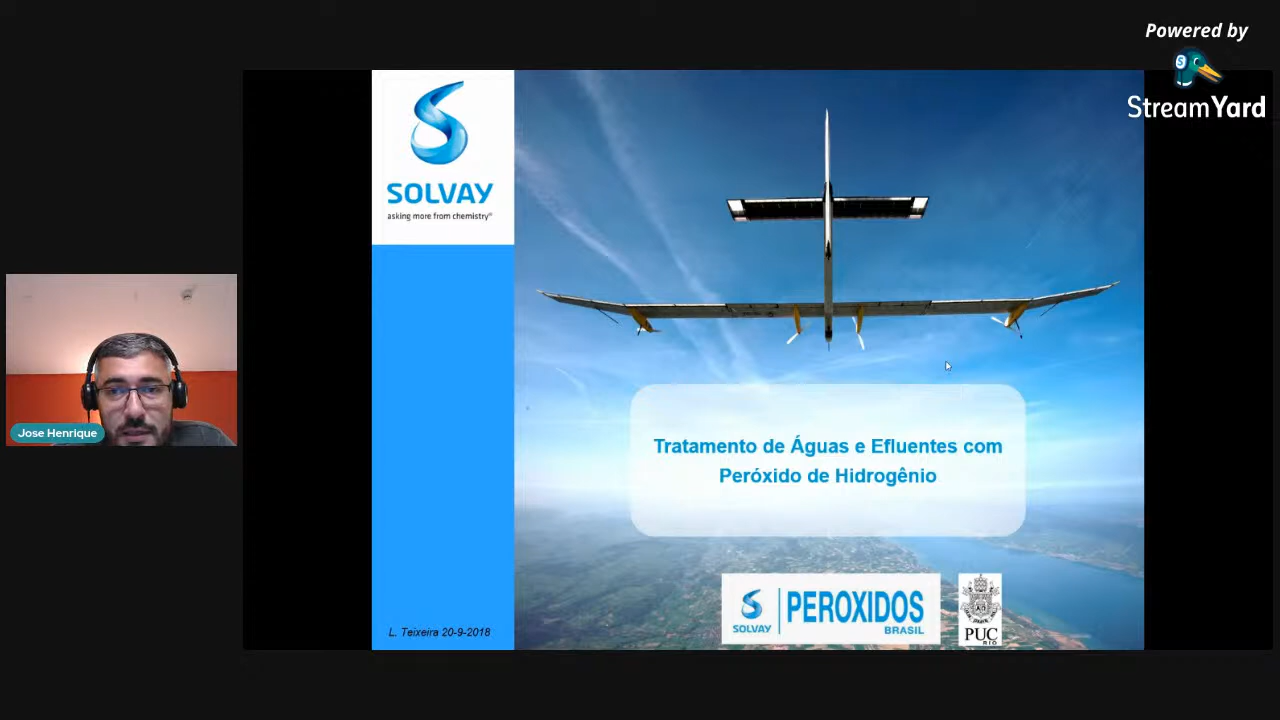 Powered by
StreamYard
SOLVAY
asking more from chemistry®
Tratamento de Águas e Efluentes com
Peróxido de Hidrogênio
Jose Henrique
L. Teixeira 20-9-2018
SOLVAY
PEROXIDOS
BRASIL
PUC
RIO